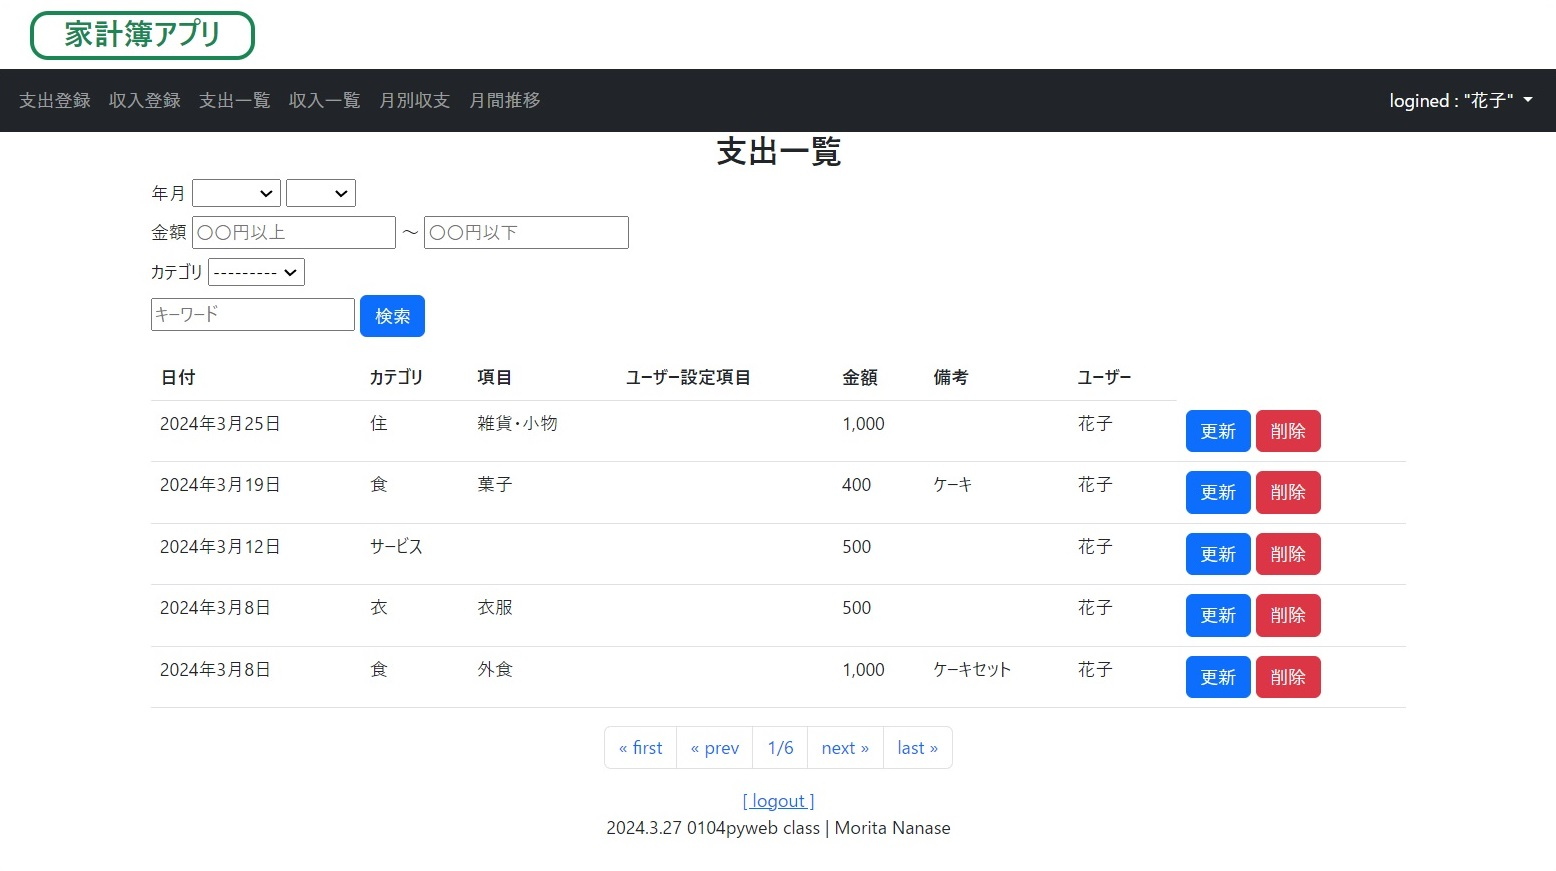 家計簿アプリ
支出登録 収入登録 支出一覧 収入一覧 月別収支 月間推移 logined : "花子"
支出一覧
年月
金額 〇〇円以上 ～ 〇〇円以下
カテゴリ ---------
キーワード 検索
日付 カテゴリ 項目 ユーザー設定項目 金額 備考 ユーザー
2024年3月25日 住 雑貨・小物 1,000 花子 更新 削除
2024年3月19日 食 菓子 400 ケーキ 花子 更新 削除
2024年3月12日 サービス 500 花子 更新 削除
2024年3月8日 衣 衣服 500 花子 更新 削除
2024年3月8日 食 外食 1,000 ケーキセット 花子 更新 削除
« first « prev 1/6 next » last »
[ logout ]
2024.3.27 0104pyweb class | Morita Nanase